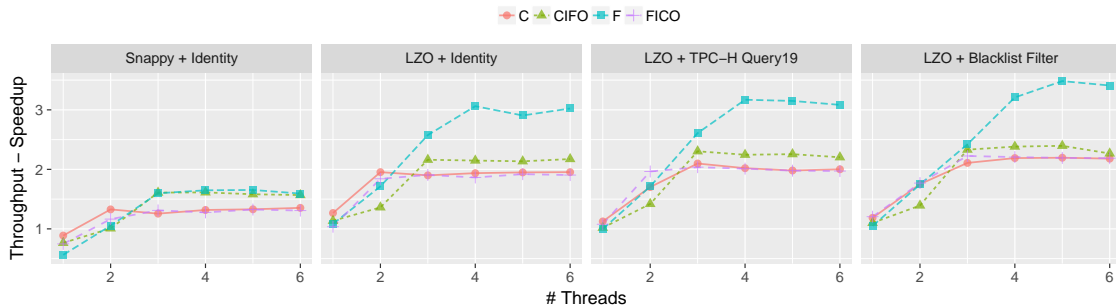 C CIFO F FICO
Snappy + Identity LZO + Identity LZO + TPC−H Query19 LZO + Blacklist Filter
Throughput − Speedup
3
2
1
2 4 6 2 4 6 2 4 6 2 4 6
# Threads